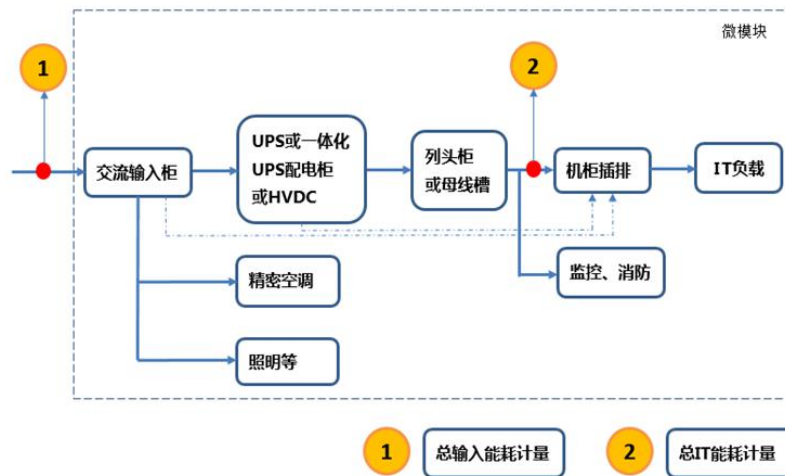 微模块
1
2
UPS或一体化
UPS配电柜
或HVDC
交流输入柜
列头柜
或母线槽
机柜插排
IT负载
精密空调
监控、消防
照明等
1
总输入能耗计量
2
总IT能耗计量